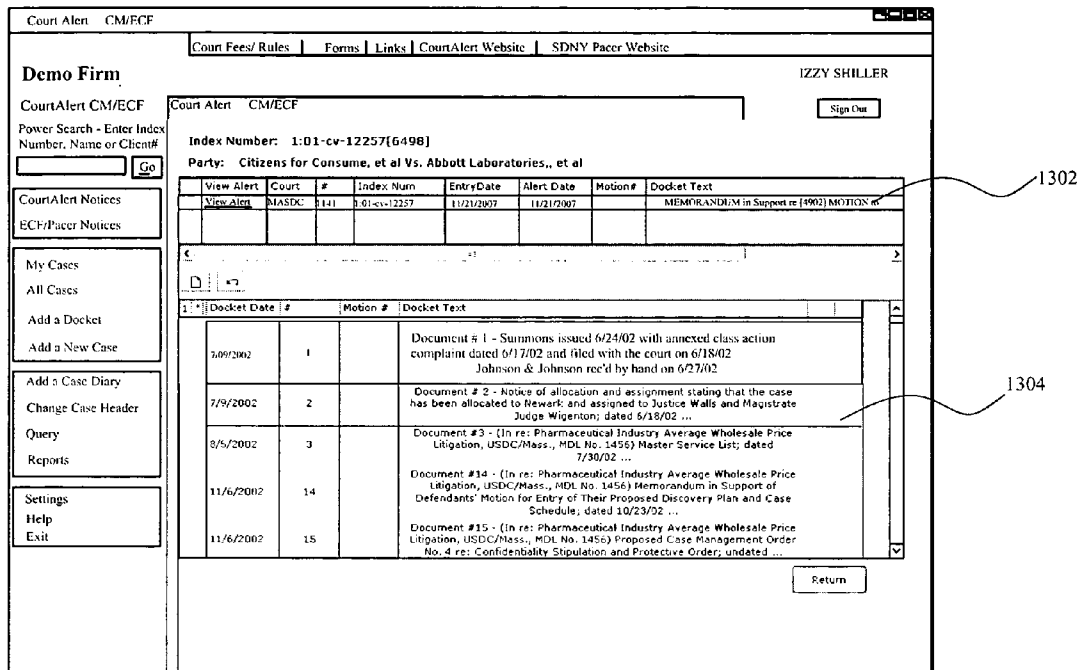 Court Alert CM/ECF
Court Fees/ Rules | Forms | Links | CourtAlert Website | SDNY Pacer Website
Demo Firm
IZZY SHILLER
CourtAlert CM/ECF
Court Alert CM/ECF
Sign Out
Power Search - Enter Index
Number, Name or Client#
Go
Index Number: 1:01-cv-12257[6498]
Party: Citizens for Consume, et al Vs. Abbott Laboratories,, et al
View Alert Court # Index Num EntryDate Alert Date Motion# Docket Text
View Alert MASDC 1141 1:01-cv-12257 11/21/2007 11/21/2007 MEMORANDUM in Support re [4902] MOTION to
1302
CourtAlert Notices
ECF/Pacer Notices
My Cases
All Cases
Add a Docket
Add a New Case
Add a Case Diary
Change Case Header
Query
Reports
Settings
Help
Exit
1 * Docket Date # Motion # Docket Text
7/09/2002 1 Document # 1 - Summons issued 6/24/02 with annexed class action
complaint dated 6/17/02 and filed with the court on 6/18/02
Johnson & Johnson rec'd by hand on 6/27/02
7/9/2002 2 Document # 2 - Notice of allocation and assignment stating that the case
has been allocated to Newark and assigned to Justice Walls and Magistrate
Judge Wigenton; dated 6/18/02 ...
1304
8/5/2002 3 Document #3 - (In re: Pharmaceutical Industry Average Wholesale Price
Litigation, USDC/Mass., MDL No. 1456) Master Service List; dated
7/30/02 ...
11/6/2002 14 Document #14 - (In re: Pharmaceutical Industry Average Wholesale Price
Litigation, USDC/Mass., MDL No. 1456) Memorandum in Support of
Defendants' Motion for Entry of Their Proposed Discovery Plan and Case
Schedule; dated 10/23/02 ...
11/6/2002 15 Document #15 - (In re: Pharmaceutical Industry Average Wholesale Price
Litigation, USDC/Mass., MDL No. 1456) Proposed Case Management Order
No. 4 re: Confidentiality Stipulation and Protective Order; undated ...
Return